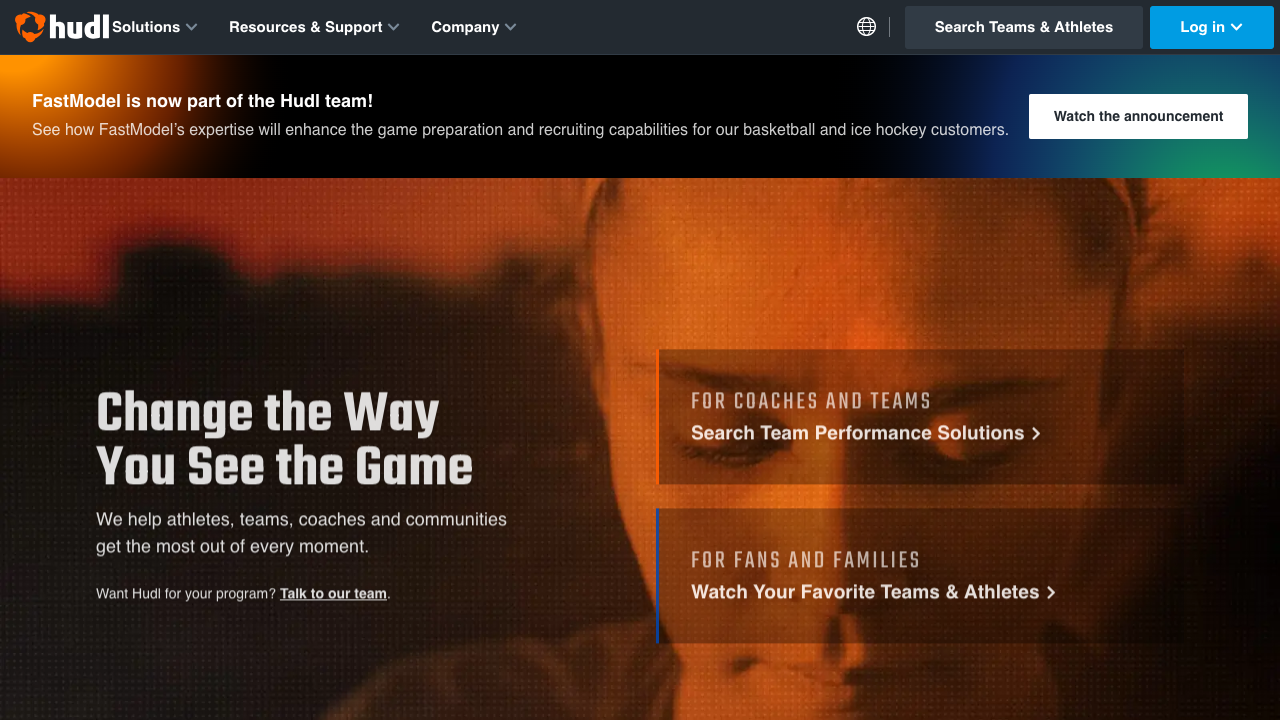 hudl Solutions Resources & Support Company Search Teams & Athletes Log in
FastModel is now part of the Hudl team!
See how FastModel’s expertise will enhance the game preparation and recruiting capabilities for our basketball and ice hockey customers.
Watch the announcement
Change the Way
You See the Game
We help athletes, teams, coaches and communities
get the most out of every moment.
Want Hudl for your program? Talk to our team.
FOR COACHES AND TEAMS
Search Team Performance Solutions
FOR FANS AND FAMILIES
Watch Your Favorite Teams & Athletes